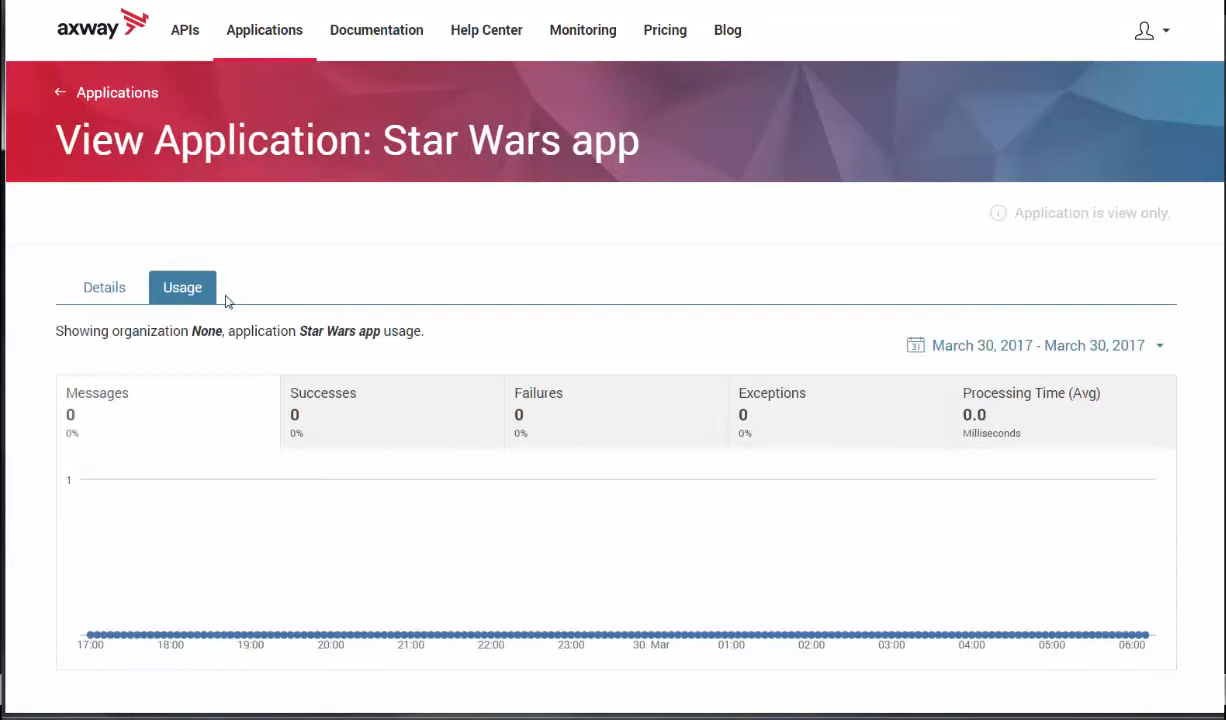 axway APIs Applications Documentation Help Center Monitoring Pricing Blog
← Applications
View Application: Star Wars app
Application is view only.
Details Usage
Showing organization None, application Star Wars app usage.
31 March 30, 2017 - March 30, 2017
Messages Successes Failures Exceptions Processing Time (Avg)
0 0 0 0 0.0
0% 0% 0% 0% Milliseconds
1
17:00 18:00 19:00 20:00 21:00 22:00 23:00 30. Mar 01:00 02:00 03:00 04:00 05:00 06:00